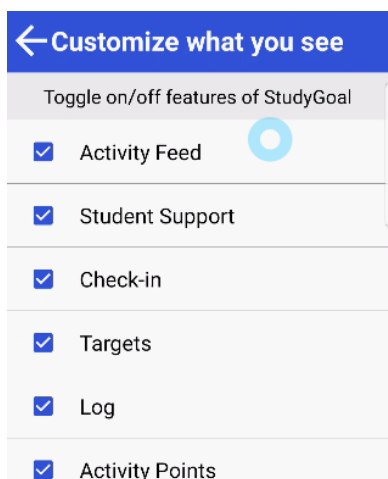 Customize what you see
Toggle on/off features of StudyGoal
Activity Feed
Student Support
Check-in
Targets
Log
Activity Points